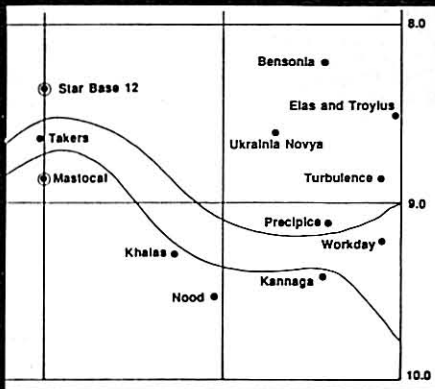 8.0
Bensonia
Star Base 12
Elas and Troyius
Ukrainia Novya
Takers
Turbulence
Mastocal
9.0
Precipice
Workday
Khalas
Kannaga
Nood
10.0